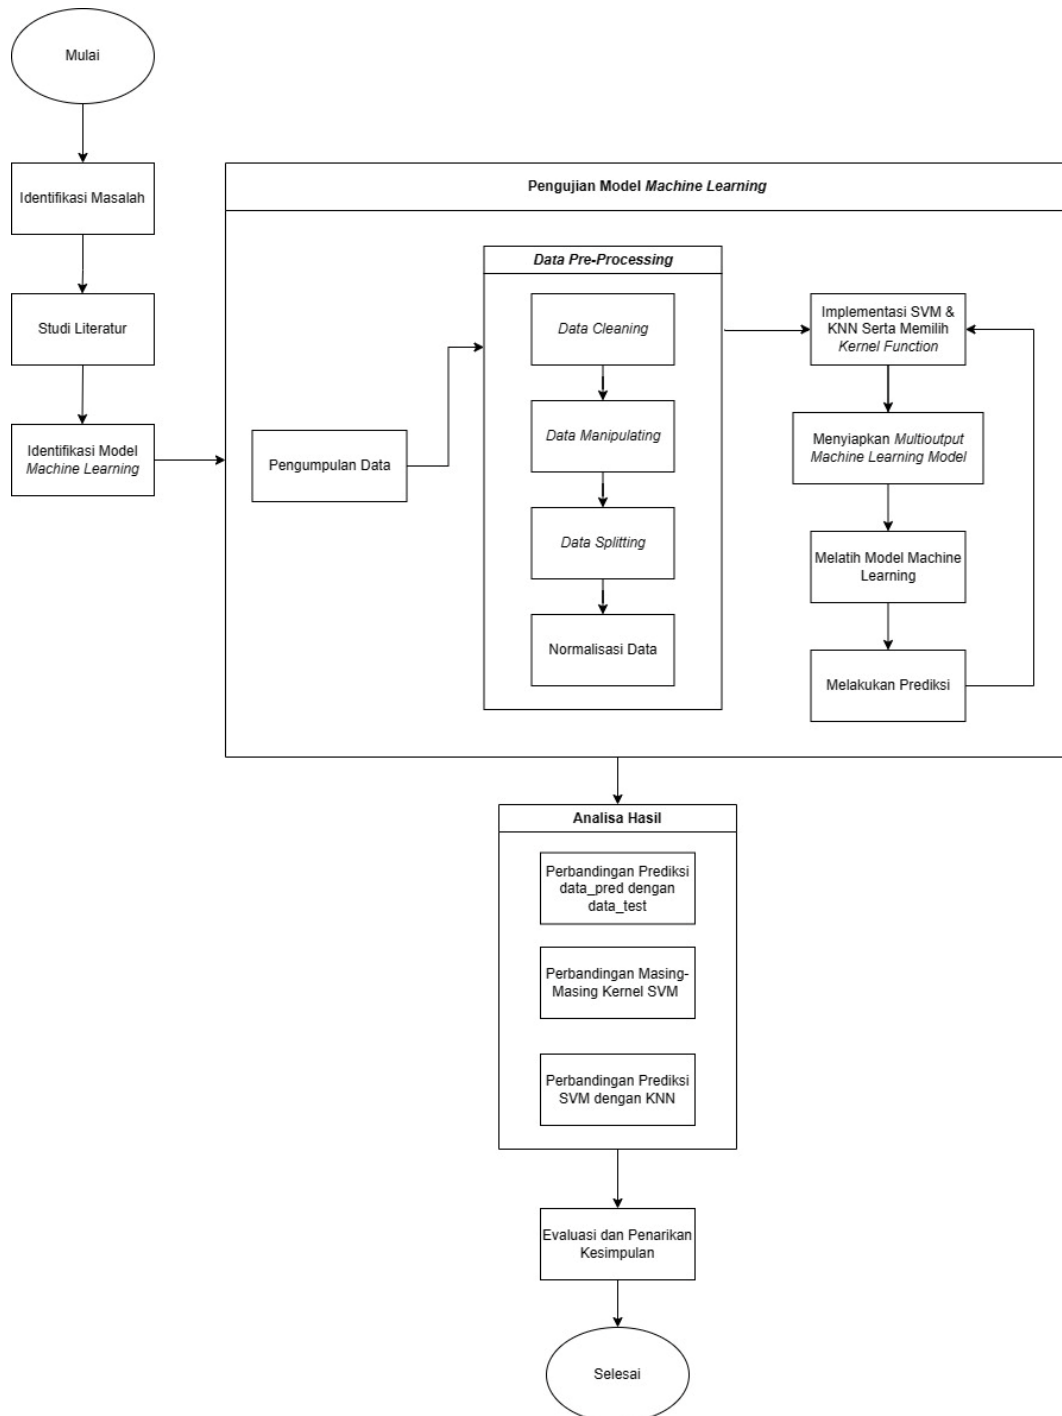 Mulai
Identifikasi Masalah
Studi Literatur
Identifikasi Model
Machine Learning
Pengujian Model Machine Learning
Pengumpulan Data
Data Pre-Processing
Data Cleaning
Data Manipulating
Data Splitting
Normalisasi Data
Implementasi SVM &
KNN Serta Memilih
Kernel Function
Menyiapkan Multioutput
Machine Learning Model
Melatih Model Machine
Learning
Melakukan Prediksi
Analisa Hasil
Perbandingan Prediksi
data_pred dengan
data_test
Perbandingan Masing-
Masing Kernel SVM
Perbandingan Prediksi
SVM dengan KNN
Evaluasi dan Penarikan
Kesimpulan
Selesai